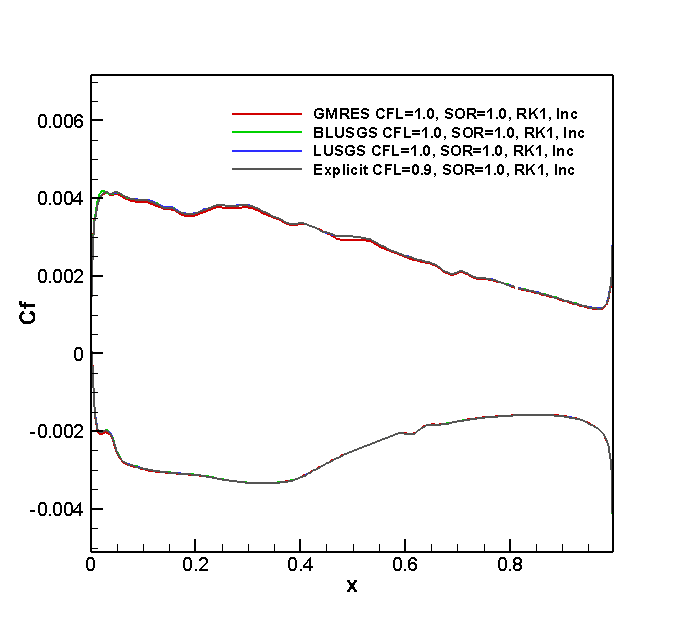 GMRES CFL=1.0, SOR=1.0, RK1, Inc
BLUSGS CFL=1.0, SOR=1.0, RK1, Inc
LUSGS CFL=1.0, SOR=1.0, RK1, Inc
Explicit CFL=0.9, SOR=1.0, RK1, Inc
0.006
0.004
0.002
0
-0.002
-0.004
Cf
0 0.2 0.4 0.6 0.8
x